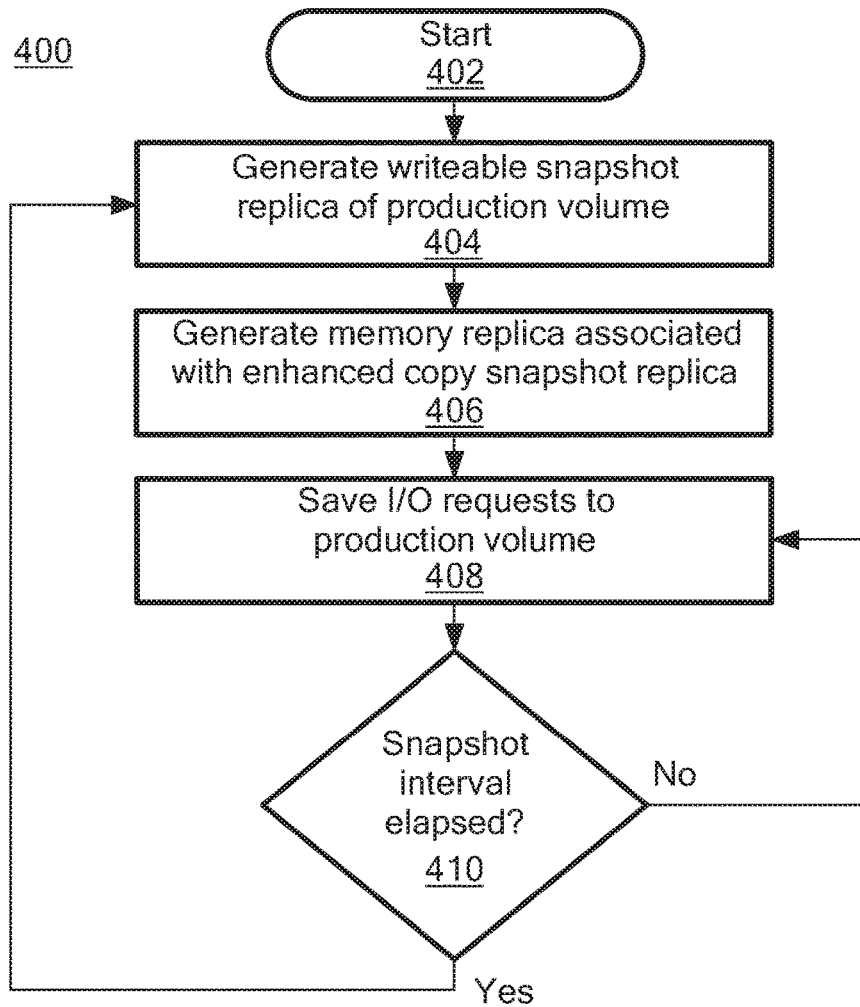 400
Start
402
Generate writeable snapshot
replica of production volume
404
Generate memory replica associated
with enhanced copy snapshot replica
406
Save I/O requests to
production volume
408
Snapshot
interval
elapsed?
410
No
Yes